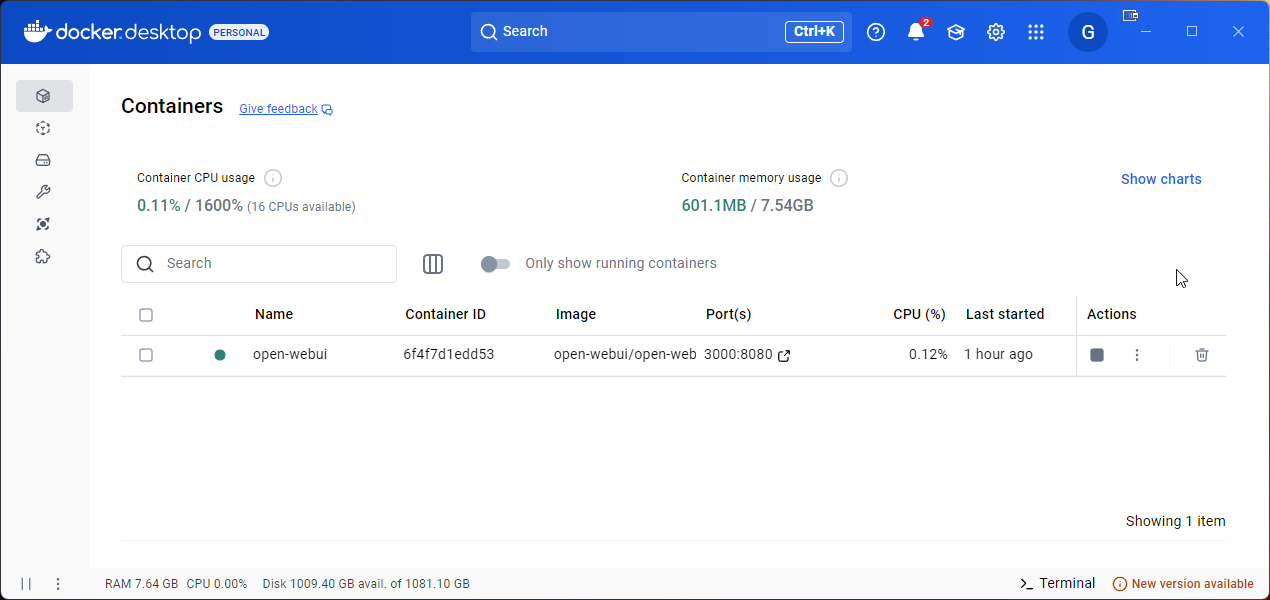 docker.desktop PERSONAL Search Ctrl+K 2 G
Containers Give feedback
Container CPU usage Container memory usage
Show charts
0.11% / 1600% (16 CPUs available) 601.1MB / 7.54GB
Search Only show running containers
Name Container ID Image Port(s) CPU (%) Last started Actions
open-webui 6f4f7d1edd53 open-webui/open-web 3000:8080 0.12% 1 hour ago
Showing 1 item
RAM 7.64 GB CPU 0.00% Disk 1009.40 GB avail. of 1081.10 GB >_ Terminal New version available